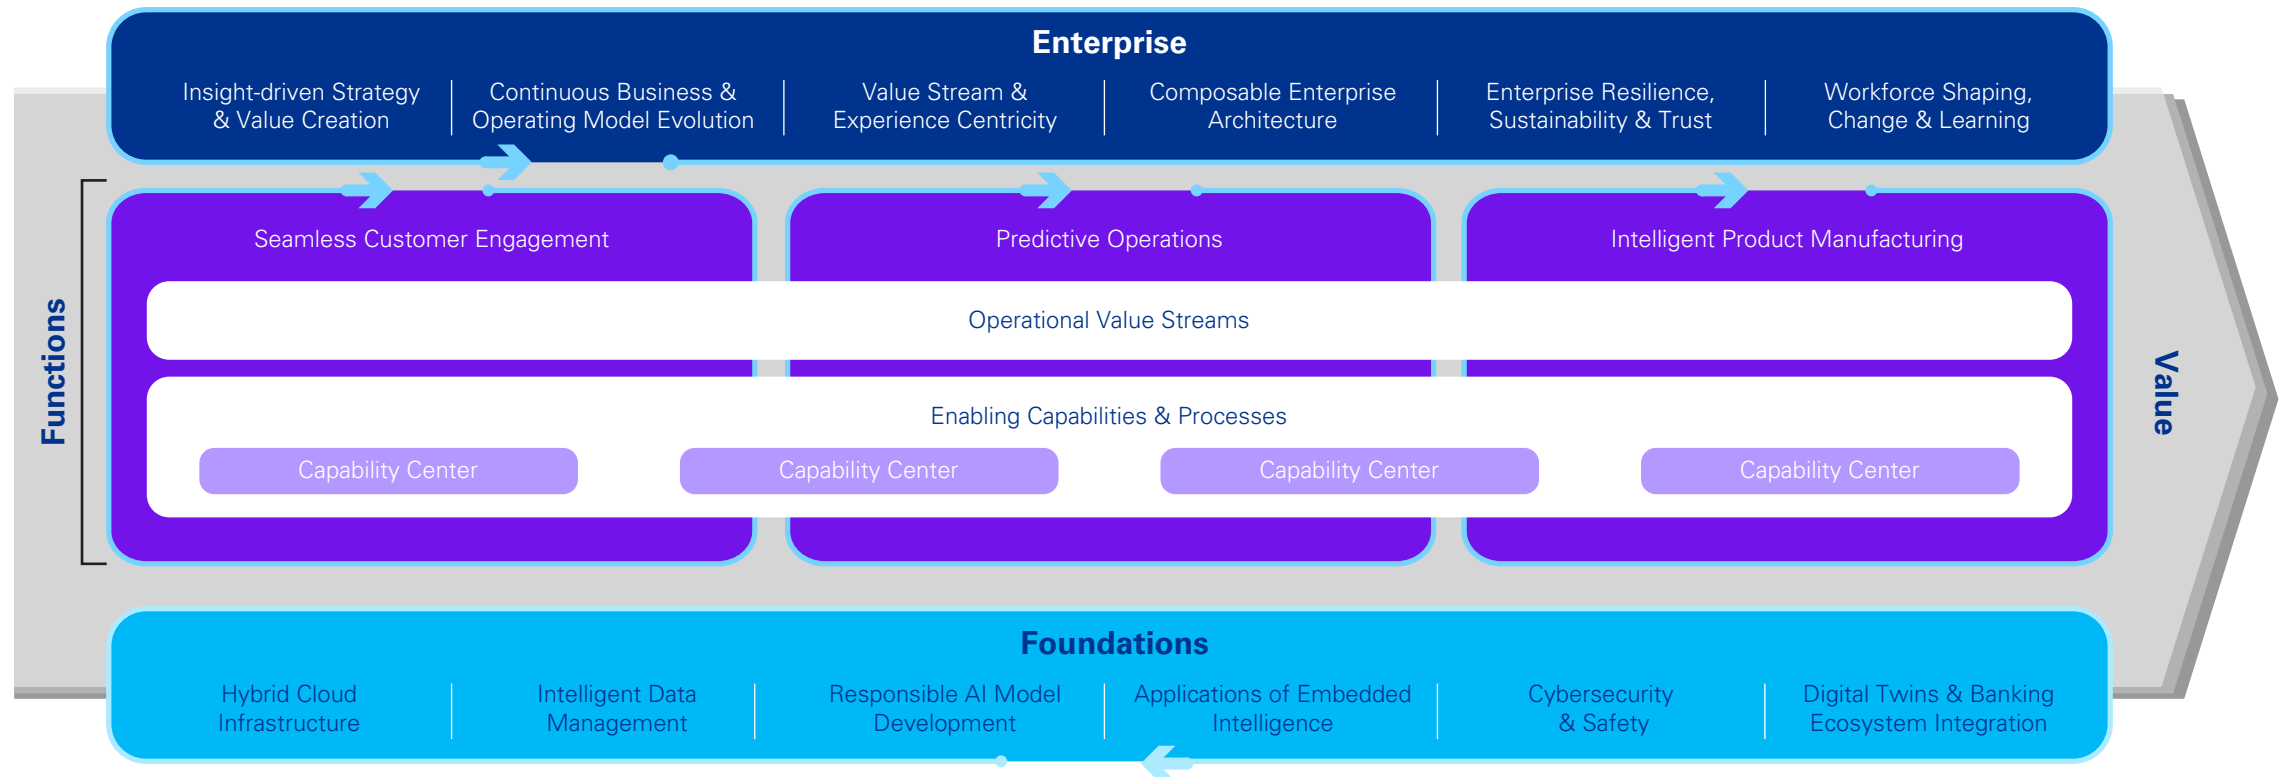 Enterprise
Insight-driven Strategy
& Value Creation
Continuous Business &
Operating Model Evolution
Value Stream &
Experience Centricity
Composable Enterprise
Architecture
Enterprise Resilience,
Sustainability & Trust
Workforce Shaping,
Change & Learning
Functions
Seamless Customer Engagement
Predictive Operations
Intelligent Product Manufacturing
Operational Value Streams
Enabling Capabilities & Processes
Capability Center
Capability Center
Capability Center
Capability Center
Value
Foundations
Hybrid Cloud
Infrastructure
Intelligent Data
Management
Responsible AI Model
Development
Applications of Embedded
Intelligence
Cybersecurity
& Safety
Digital Twins & Banking
Ecosystem Integration